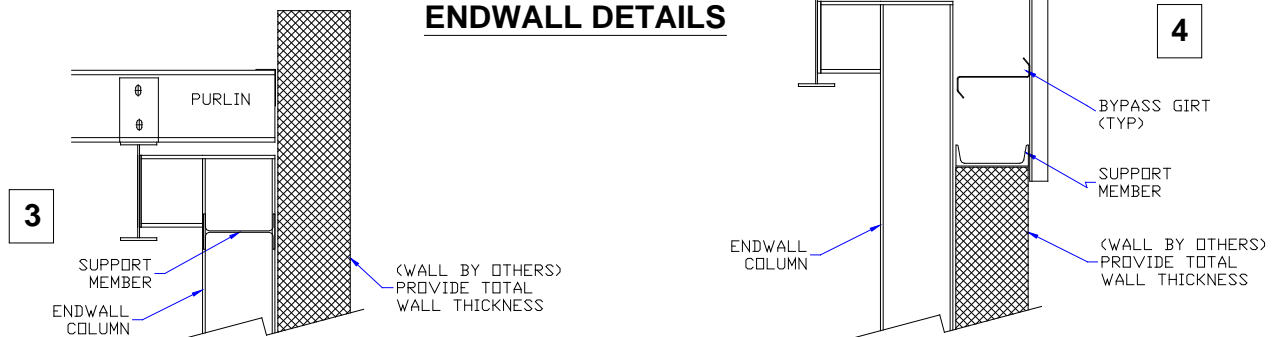 ENDWALL DETAILS
3
PURLIN
SUPPORT
MEMBER
ENDWALL
COLUMN
(WALL BY OTHERS)
PROVIDE TOTAL
WALL THICKNESS
4
BYPASS GIRT
(TYP)
SUPPORT
MEMBER
ENDWALL
COLUMN
(WALL BY OTHERS)
PROVIDE TOTAL
WALL THICKNESS